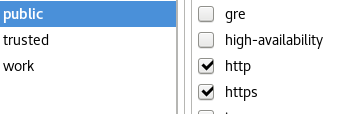 public
trusted
work
gre
high-availability
http
https